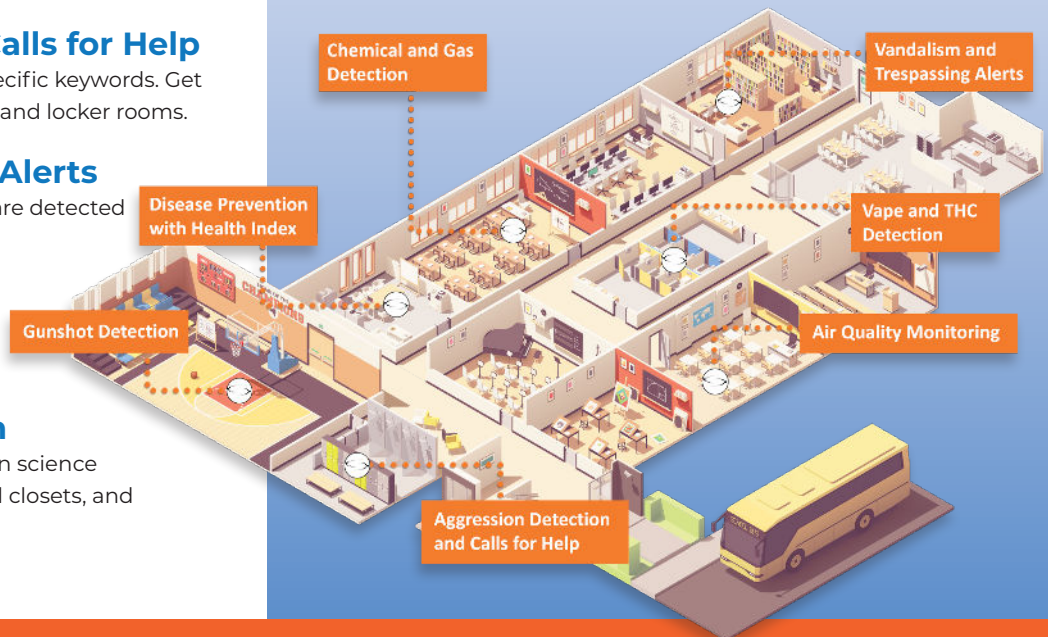 Calls for Help
ecific keywords. Get
and locker rooms.
Alerts
are detected
n science
l closets, and
Chemical and Gas
Detection
Vandalism and
Trespassing Alerts
Disease Prevention
with Health Index
Vape and THC
Detection
Gunshot Detection
Air Quality Monitoring
Aggression Detection
and Calls for Help